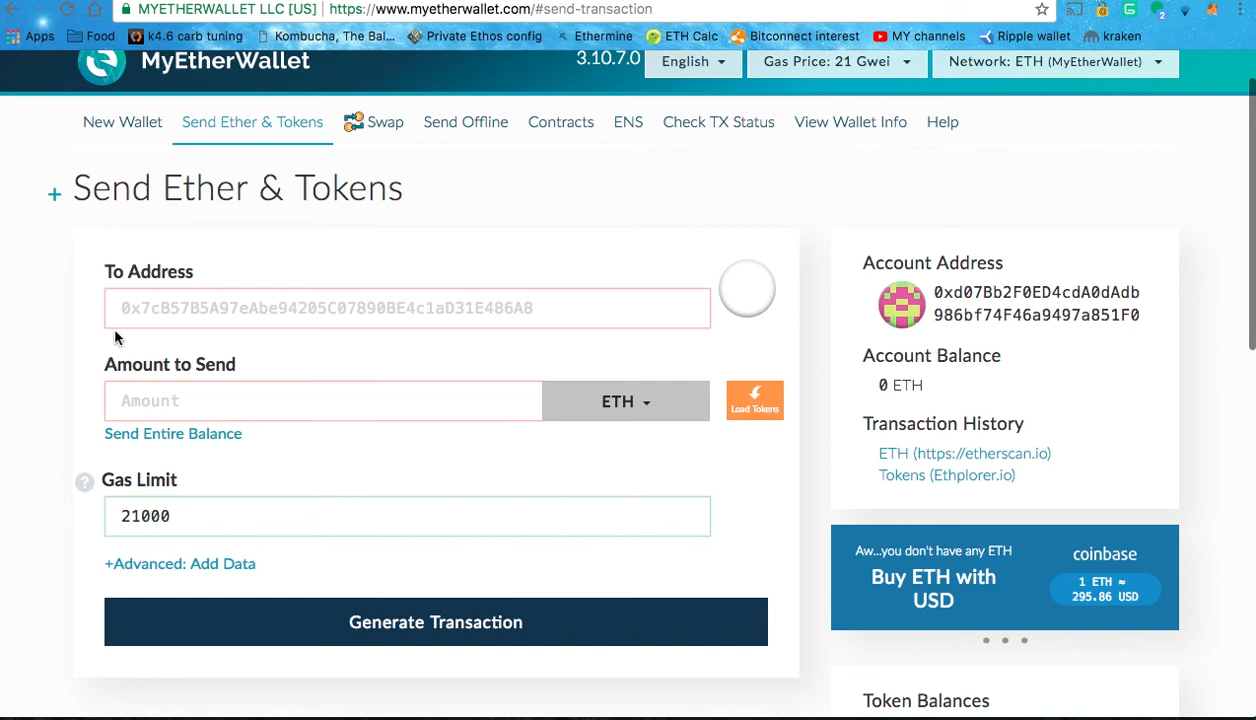 MYETHERWALLET LLC [US] | https://www.myetherwallet.com/#send-transaction
Apps Food k4.6 carb tuning Kombucha, The Bal... Private Ethos config Ethermine ETH Calc Bitconnect interest MY channels Ripple wallet kraken
MyEtherWallet 3.10.7.0 English Gas Price: 21 Gwei Network: ETH (MyEtherWallet)
New Wallet Send Ether & Tokens Swap Send Offline Contracts ENS Check TX Status View Wallet Info Help
+ Send Ether & Tokens
To Address
0x7cB57B5A97eAbe94205C07890BE4c1aD31E486A8
Amount to Send
Amount ETH
Load Tokens
Send Entire Balance
? Gas Limit
21000
+Advanced: Add Data
Generate Transaction
Account Address
0xd07Bb2F0ED4cdA0dAdb
986bf74F46a9497a851F0
Account Balance
0 ETH
Transaction History
ETH (https://etherscan.io)
Tokens (Ethplorer.io)
Aw...you don't have any ETH
Buy ETH with
USD
coinbase
1 ETH ≈
295.86 USD
Token Balances